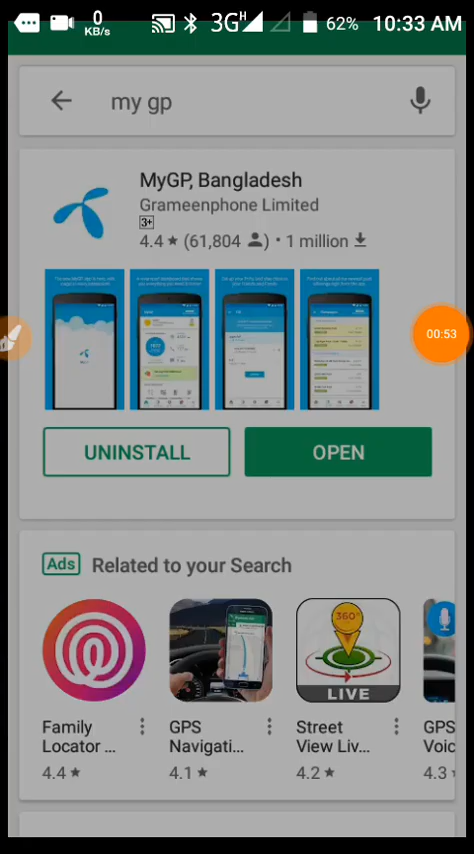 0
KB/s
3G H
62%
10:33 AM
my gp
MyGP, Bangladesh
Grameenphone Limited
3+
4.4 ★ (61,804) • 1 million
00:53
UNINSTALL
OPEN
Ads Related to your Search
360°
LIVE
Family
Locator ...
4.4 ★
GPS
Navigati...
4.1 ★
Street
View Liv...
4.2 ★
GPS
Voic
4.3